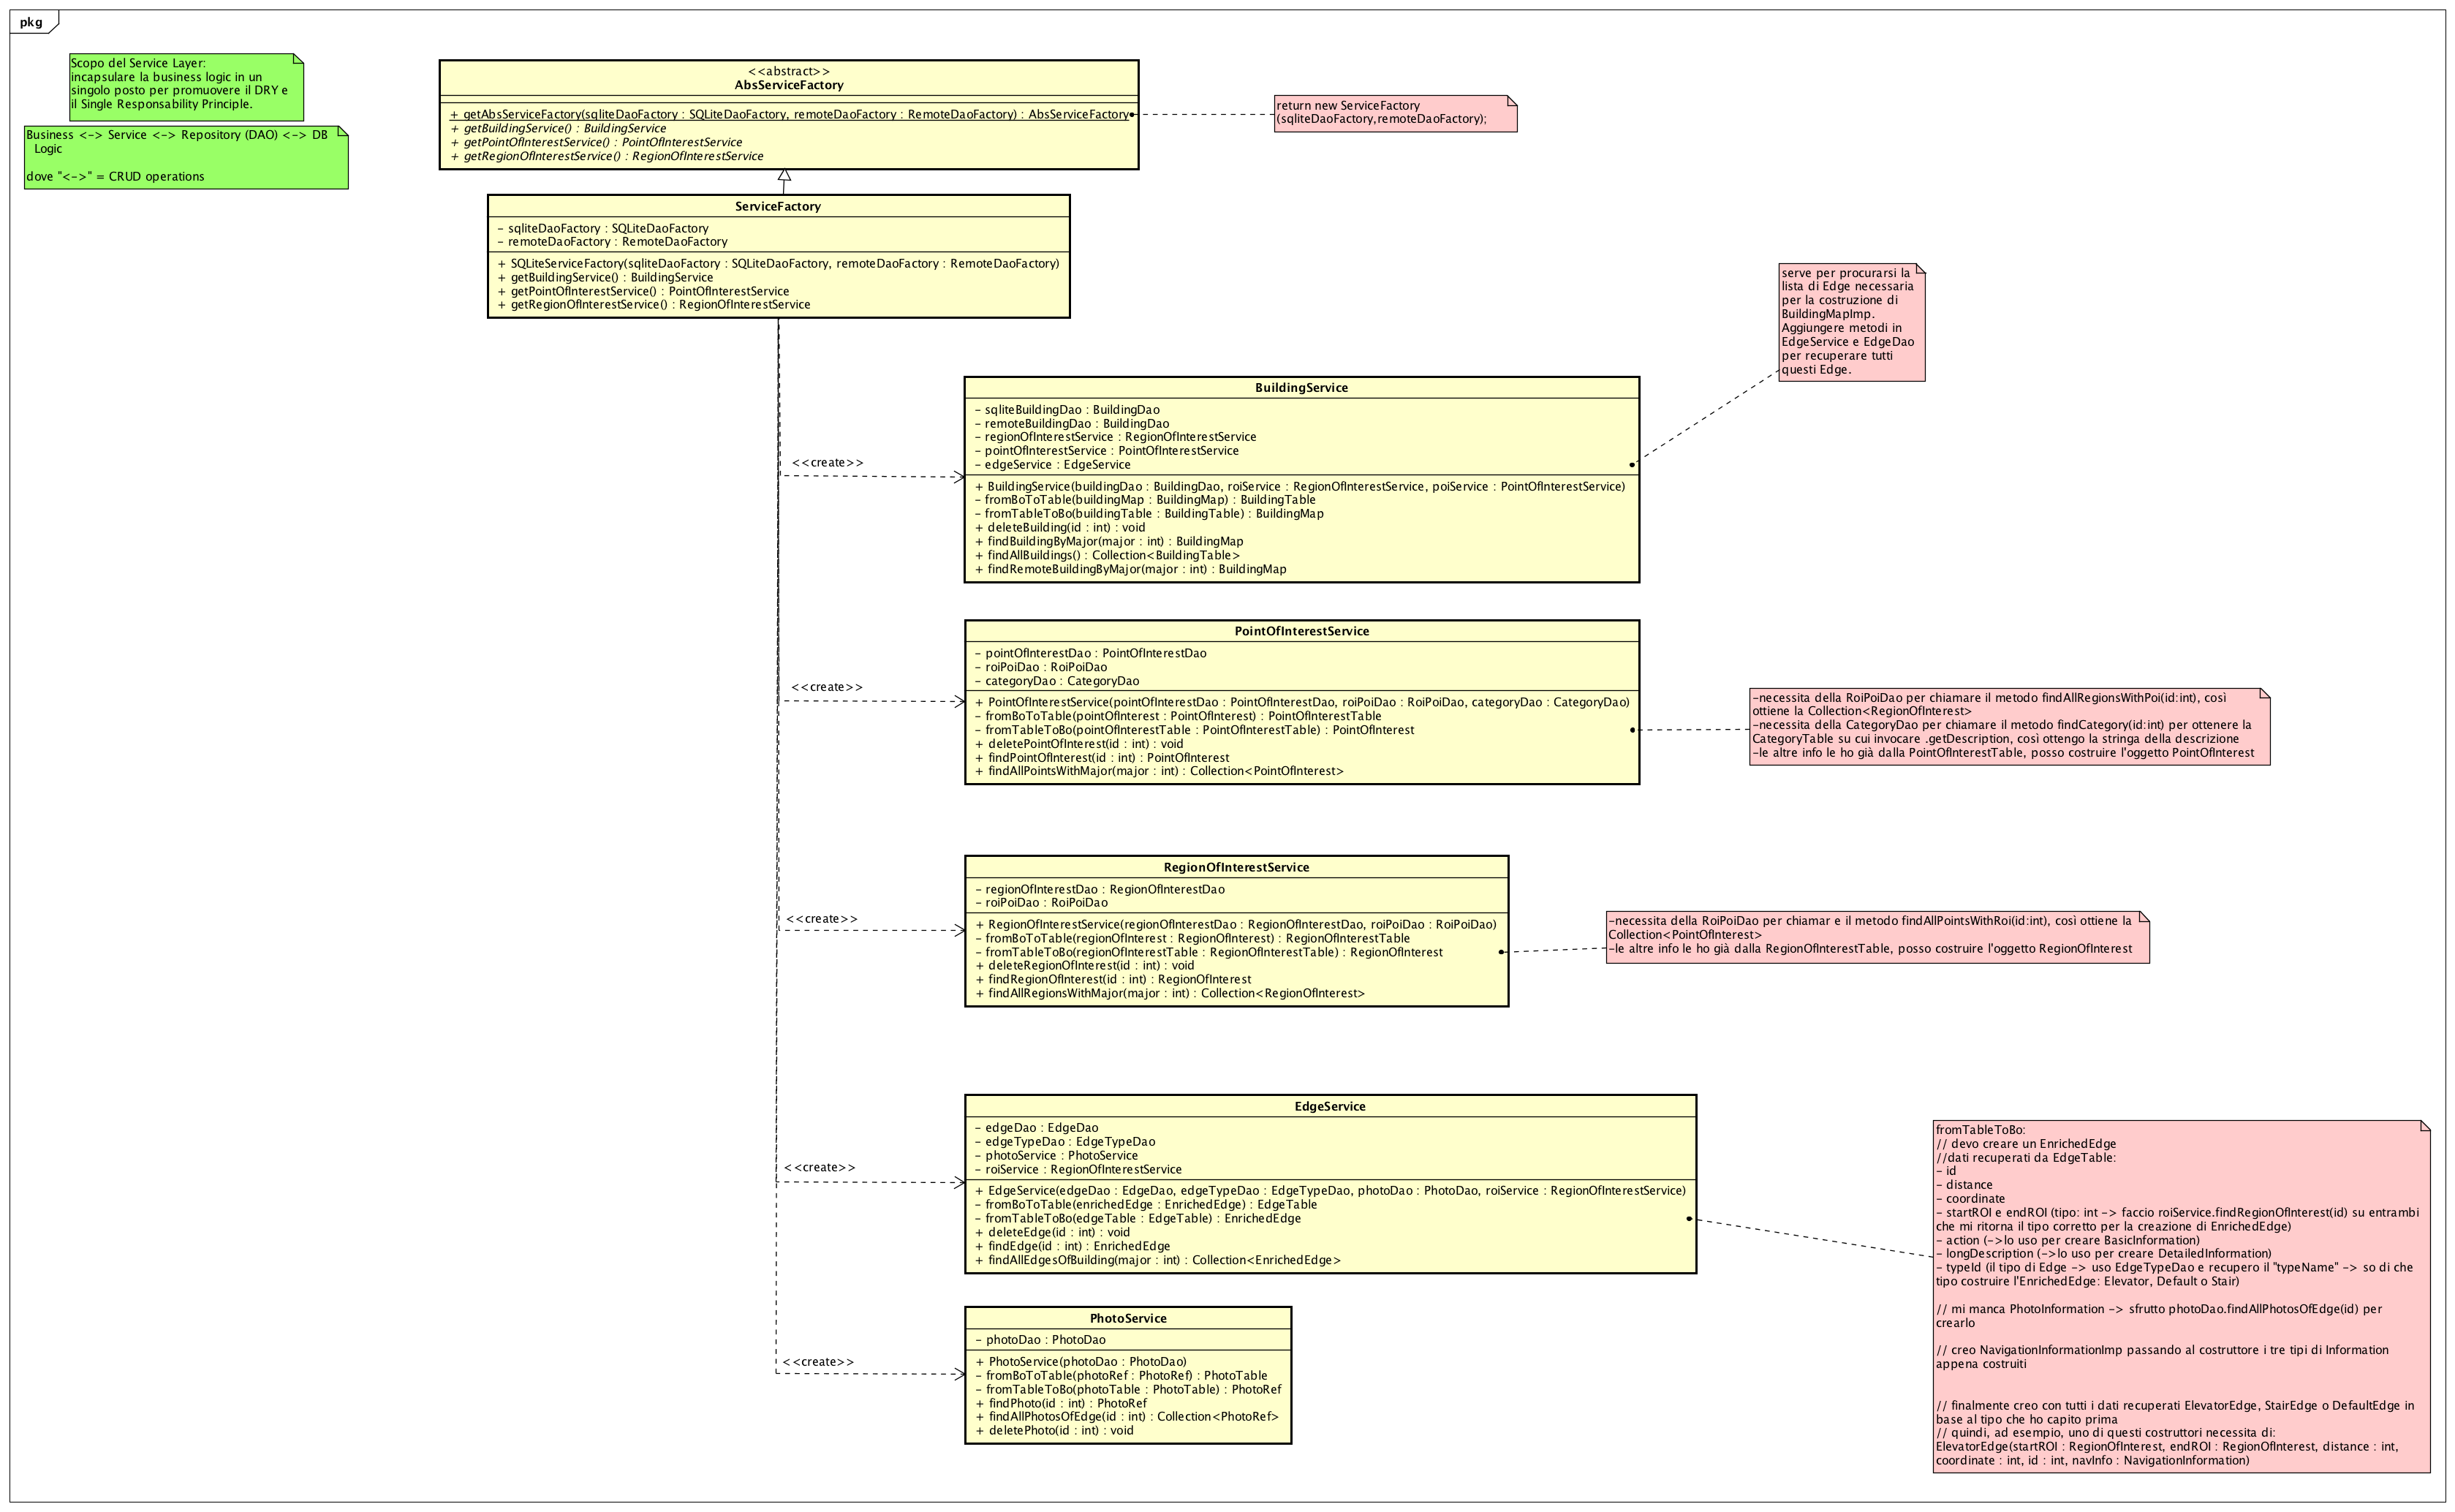 pkg
Scopo del Service Layer:
incapsulare la business logic in un
singolo posto per promuovere il DRY e
il Single Responsability Principle.
Business <-> Service <-> Repository (DAO) <-> DB
Logic
dove "<->" = CRUD operations
<<abstract>>
AbsServiceFactory
+ getAbsServiceFactory(sqliteDaoFactory : SQLiteDaoFactory, remoteDaoFactory : RemoteDaoFactory) : AbsServiceFactory
+ getBuildingService() : BuildingService
+ getPointOfInterestService() : PointOfInterestService
+ getRegionOfInterestService() : RegionOfInterestService
return new ServiceFactory
(sqliteDaoFactory,remoteDaoFactory);
ServiceFactory
- sqliteDaoFactory : SQLiteDaoFactory
- remoteDaoFactory : RemoteDaoFactory
+ SQLiteServiceFactory(sqliteDaoFactory : SQLiteDaoFactory, remoteDaoFactory : RemoteDaoFactory)
+ getBuildingService() : BuildingService
+ getPointOfInterestService() : PointOfInterestService
+ getRegionOfInterestService() : RegionOfInterestService
serve per procurarsi la
lista di Edge necessaria
per la costruzione di
BuildingMapImp.
Aggiungere metodi in
EdgeService e EdgeDao
per recuperare tutti
questi Edge.
<<create>>
BuildingService
- sqliteBuildingDao : BuildingDao
- remoteBuildingDao : BuildingDao
- regionOfInterestService : RegionOfInterestService
- pointOfInterestService : PointOfInterestService
- edgeService : EdgeService
+ BuildingService(buildingDao : BuildingDao, roiService : RegionOfInterestService, poiService : PointOfInterestService)
- fromBoToTable(buildingMap : BuildingMap) : BuildingTable
- fromTableToBo(buildingTable : BuildingTable) : BuildingMap
+ deleteBuilding(id : int) : void
+ findBuildingByMajor(major : int) : BuildingMap
+ findAllBuildings() : Collection<BuildingTable>
+ findRemoteBuildingByMajor(major : int) : BuildingMap
<<create>>
PointOfInterestService
- pointOfInterestDao : PointOfInterestDao
- roiPoiDao : RoiPoiDao
- categoryDao : CategoryDao
+ PointOfInterestService(pointOfInterestDao : PointOfInterestDao, roiPoiDao : RoiPoiDao, categoryDao : CategoryDao)
- fromBoToTable(pointOfInterest : PointOfInterest) : PointOfInterestTable
- fromTableToBo(pointOfInterestTable : PointOfInterestTable) : PointOfInterest
+ deletePointOfInterest(id : int) : void
+ findPointOfInterest(id : int) : PointOfInterest
+ findAllPointsWithMajor(major : int) : Collection<PointOfInterest>
-necessita della RoiPoiDao per chiamare il metodo findAllRegionsWithPoi(id:int), così
ottiene la Collection<RegionOfInterest>
-necessita della CategoryDao per chiamare il metodo findCategory(id:int) per ottenere la
CategoryTable su cui invocare .getDescription, così ottengo la stringa della descrizione
-le altre info le ho già dalla PointOfInterestTable, posso costruire l'oggetto PointOfInterest
<<create>>
RegionOfInterestService
- regionOfInterestDao : RegionOfInterestDao
- roiPoiDao : RoiPoiDao
+ RegionOfInterestService(regionOfInterestDao : RegionOfInterestDao, roiPoiDao : RoiPoiDao)
- fromBoToTable(regionOfInterest : RegionOfInterest) : RegionOfInterestTable
- fromTableToBo(regionOfInterestTable : RegionOfInterestTable) : RegionOfInterest
+ deleteRegionOfInterest(id : int) : void
+ findRegionOfInterest(id : int) : RegionOfInterest
+ findAllRegionsWithMajor(major : int) : Collection<RegionOfInterest>
-necessita della RoiPoiDao per chiamar e il metodo findAllPointsWithRoi(id:int), così ottiene la
Collection<PointOfInterest>
-le altre info le ho già dalla RegionOfInterestTable, posso costruire l'oggetto RegionOfInterest
<<create>>
EdgeService
- edgeDao : EdgeDao
- edgeTypeDao : EdgeTypeDao
- photoService : PhotoService
- roiService : RegionOfInterestService
+ EdgeService(edgeDao : EdgeDao, edgeTypeDao : EdgeTypeDao, photoDao : PhotoDao, roiService : RegionOfInterestService)
- fromBoToTable(enrichedEdge : EnrichedEdge) : EdgeTable
- fromTableToBo(edgeTable : EdgeTable) : EnrichedEdge
+ deleteEdge(id : int) : void
+ findEdge(id : int) : EnrichedEdge
+ findAllEdgesOfBuilding(major : int) : Collection<EnrichedEdge>
fromTableToBo:
// devo creare un EnrichedEdge
//dati recuperati da EdgeTable:
- id
- distance
- coordinate
- startROI e endROI (tipo: int -> faccio roiService.findRegionOfInterest(id) su entrambi
che mi ritorna il tipo corretto per la creazione di EnrichedEdge)
- action (->lo uso per creare BasicInformation)
- longDescription (->lo uso per creare DetailedInformation)
- typeId (il tipo di Edge -> uso EdgeTypeDao e recupero il "typeName" -> so di che
tipo costruire l'EnrichedEdge: Elevator, Default o Stair)
// mi manca PhotoInformation -> sfrutto photoDao.findAllPhotosOfEdge(id) per
crearlo
// creo NavigationInformationImp passando al costruttore i tre tipi di Information
appena costruiti
// finalmente creo con tutti i dati recuperati ElevatorEdge, StairEdge o DefaultEdge in
base al tipo che ho capito prima
// quindi, ad esempio, uno di questi costruttori necessita di:
ElevatorEdge(startROI : RegionOfInterest, endROI : RegionOfInterest, distance : int,
coordinate : int, id : int, navInfo : NavigationInformation)
<<create>>
PhotoService
- photoDao : PhotoDao
+ PhotoService(photoDao : PhotoDao)
- fromBoToTable(photoRef : PhotoRef) : PhotoTable
- fromTableToBo(photoTable : PhotoTable) : PhotoRef
+ findPhoto(id : int) : PhotoRef
+ findAllPhotosOfEdge(id : int) : Collection<PhotoRef>
+ deletePhoto(id : int) : void